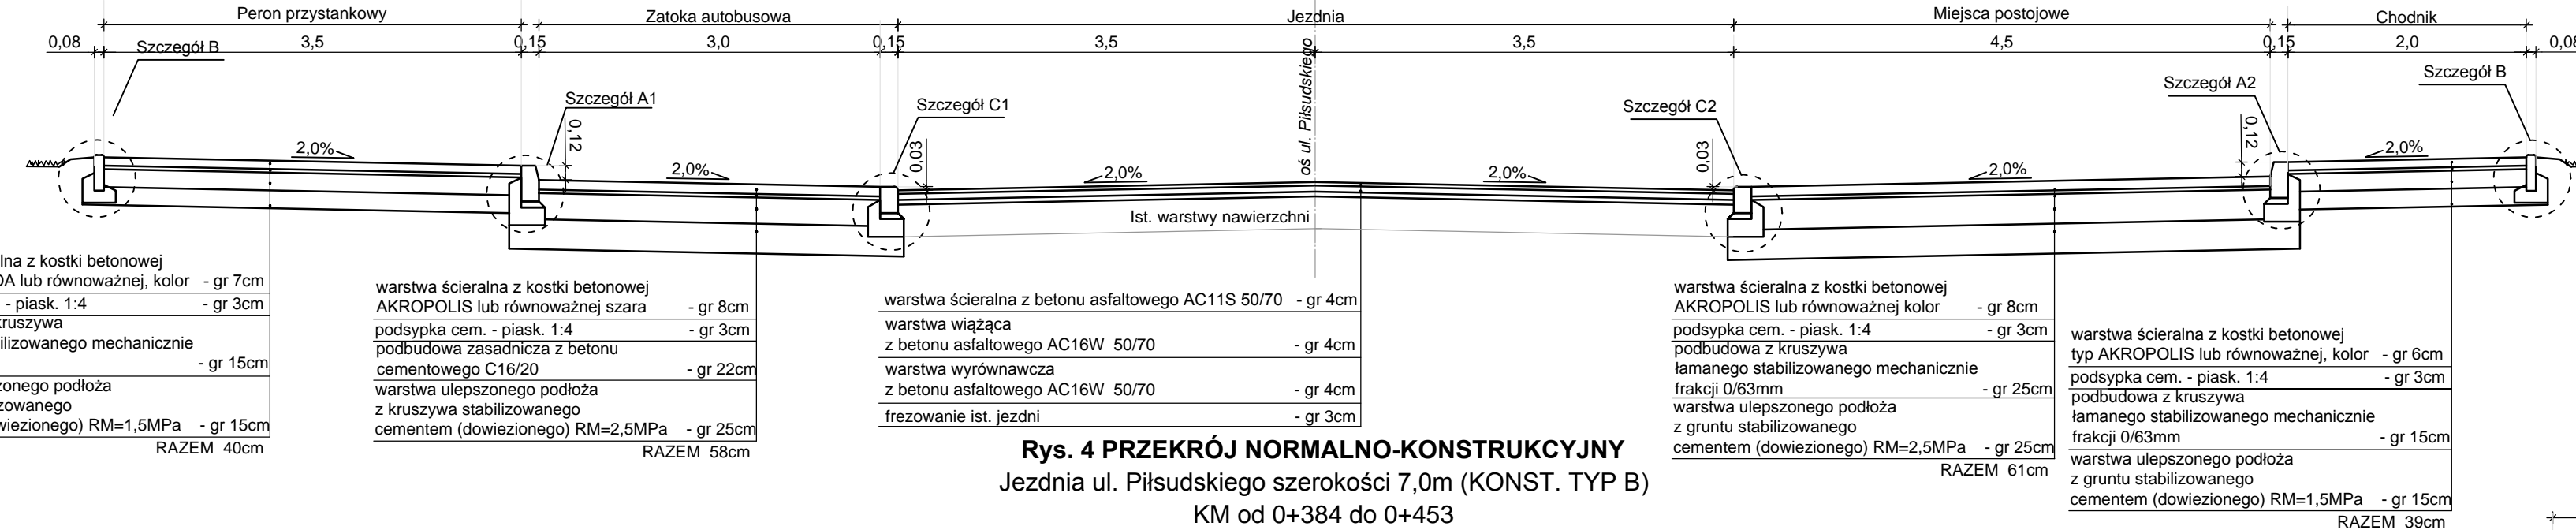 Peron przystankowy Zatoka autobusowa Jezdnia Miejsca postojowe Chodnik
0,08 3,5 0,15 3,0 0,15 3,5 3,5 4,5 0,15 2,0 0,08
Szczegół B
Szczegół A1
Szczegół C1
oś ul. Piłsudskiego
Szczegół C2
Szczegół A2
Szczegół B
0,12
0,03
0,03
0,12
2,0%
2,0%
2,0%
2,0%
2,0%
2,0%
Ist. warstwy nawierzchni
lna z kostki betonowej
DA lub równoważnej, kolor - gr 7cm
- piask. 1:4 - gr 3cm
kruszywa
ilizowanego mechanicznie
- gr 15cm
zonego podłoża
zowanego
wiezionego) RM=1,5MPa - gr 15cm
RAZEM 40cm
warstwa ścieralna z kostki betonowej
AKROPOLIS lub równoważnej szara - gr 8cm
podsypka cem. - piask. 1:4 - gr 3cm
podbudowa zasadnicza z betonu
cementowego C16/20 - gr 22cm
warstwa ulepszonego podłoża
z kruszywa stabilizowanego
cementem (dowiezionego) RM=2,5MPa - gr 25cm
RAZEM 58cm
warstwa ścieralna z betonu asfaltowego AC11S 50/70 - gr 4cm
warstwa wiążąca
z betonu asfaltowego AC16W 50/70 - gr 4cm
warstwa wyrównawcza
z betonu asfaltowego AC16W 50/70 - gr 4cm
frezowanie ist. jezdni - gr 3cm
warstwa ścieralna z kostki betonowej
AKROPOLIS lub równoważnej kolor - gr 8cm
podsypka cem. - piask. 1:4 - gr 3cm
podbudowa z kruszywa
łamanego stabilizowanego mechanicznie
frakcji 0/63mm - gr 25cm
warstwa ulepszonego podłoża
z gruntu stabilizowanego
cementem (dowiezionego) RM=2,5MPa - gr 25cm
RAZEM 61cm
warstwa ścieralna z kostki betonowej
typ AKROPOLIS lub równoważnej, kolor - gr 6cm
podsypka cem. - piask. 1:4 - gr 3cm
podbudowa z kruszywa
łamanego stabilizowanego mechanicznie
frakcji 0/63mm - gr 15cm
warstwa ulepszonego podłoża
z gruntu stabilizowanego
cementem (dowiezionego) RM=1,5MPa - gr 15cm
RAZEM 39cm
Rys. 4 PRZEKRÓJ NORMALNO-KONSTRUKCYJNY
Jezdnia ul. Piłsudskiego szerokości 7,0m (KONST. TYP B)
KM od 0+384 do 0+453